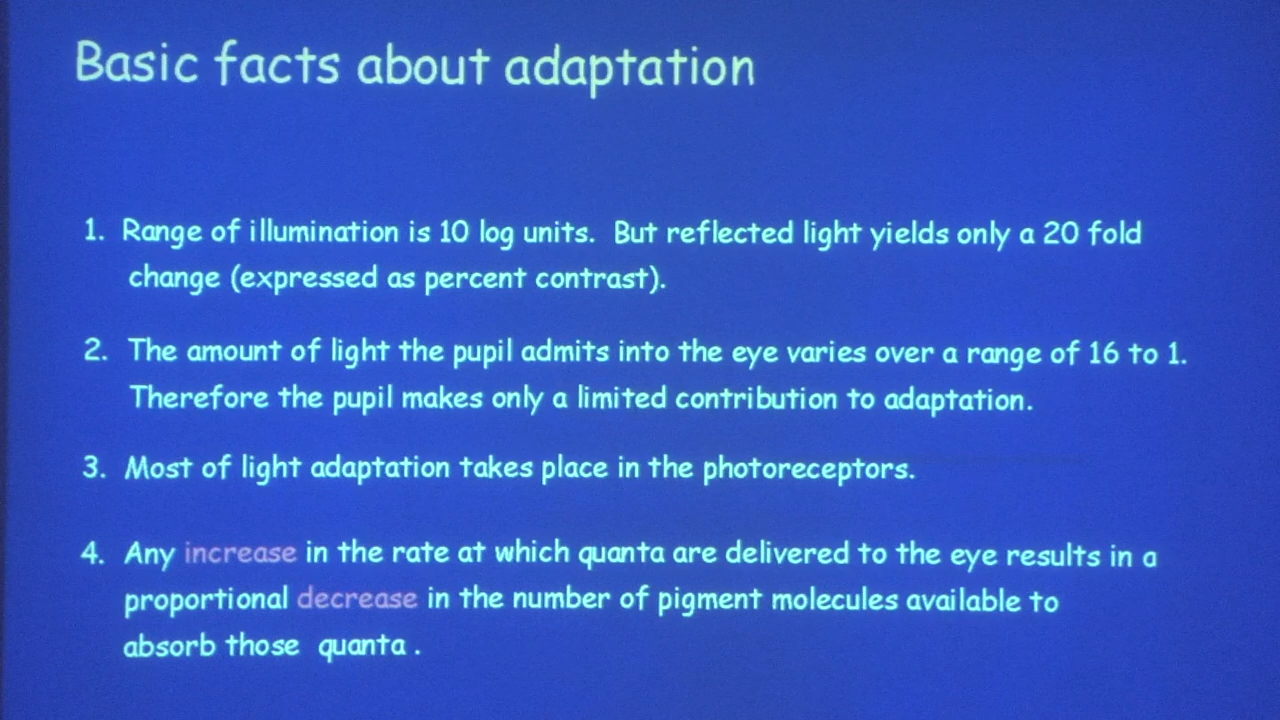 Basic facts about adaptation
1. Range of illumination is 10 log units. But reflected light yields only a 20 fold
change (expressed as percent contrast).
2. The amount of light the pupil admits into the eye varies over a range of 16 to 1.
Therefore the pupil makes only a limited contribution to adaptation.
3. Most of light adaptation takes place in the photoreceptors.
4. Any increase in the rate at which quanta are delivered to the eye results in a
proportional decrease in the number of pigment molecules available to
absorb those quanta .